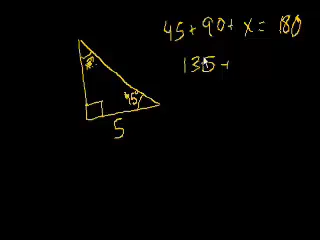 45 + 90 + x = 180
135 +
45°
5